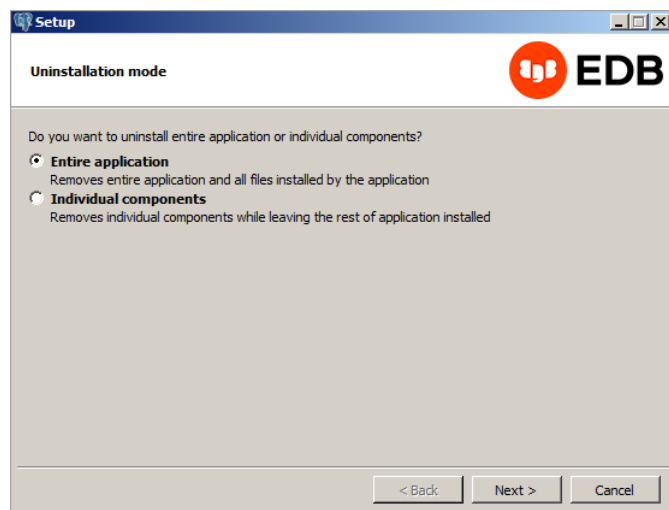 Setup
Uninstallation mode
EDB
Do you want to uninstall entire application or individual components?
Entire application
Removes entire application and all files installed by the application
Individual components
Removes individual components while leaving the rest of application installed
< Back
Next >
Cancel